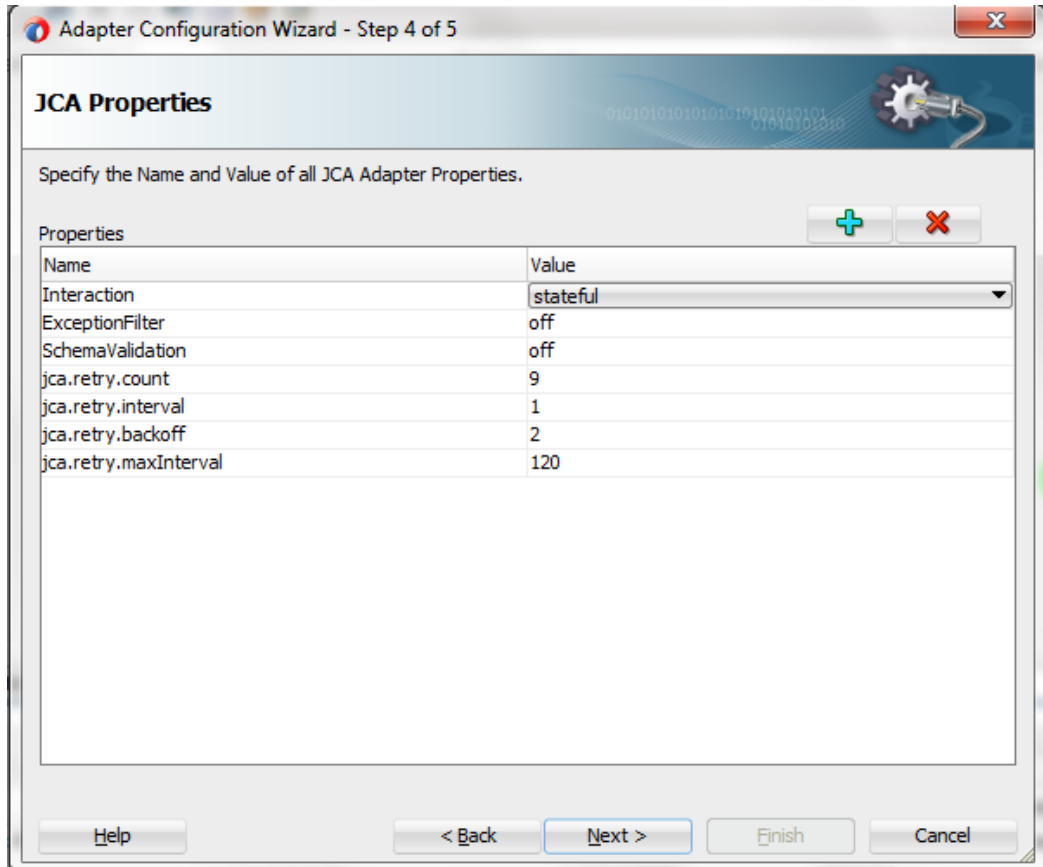 Adapter Configuration Wizard - Step 4 of 5
JCA Properties
Specify the Name and Value of all JCA Adapter Properties.
Properties
Name Value
Interaction stateful
ExceptionFilter off
SchemaValidation off
jca.retry.count 9
jca.retry.interval 1
jca.retry.backoff 2
jca.retry.maxInterval 120
Help < Back Next > Finish Cancel